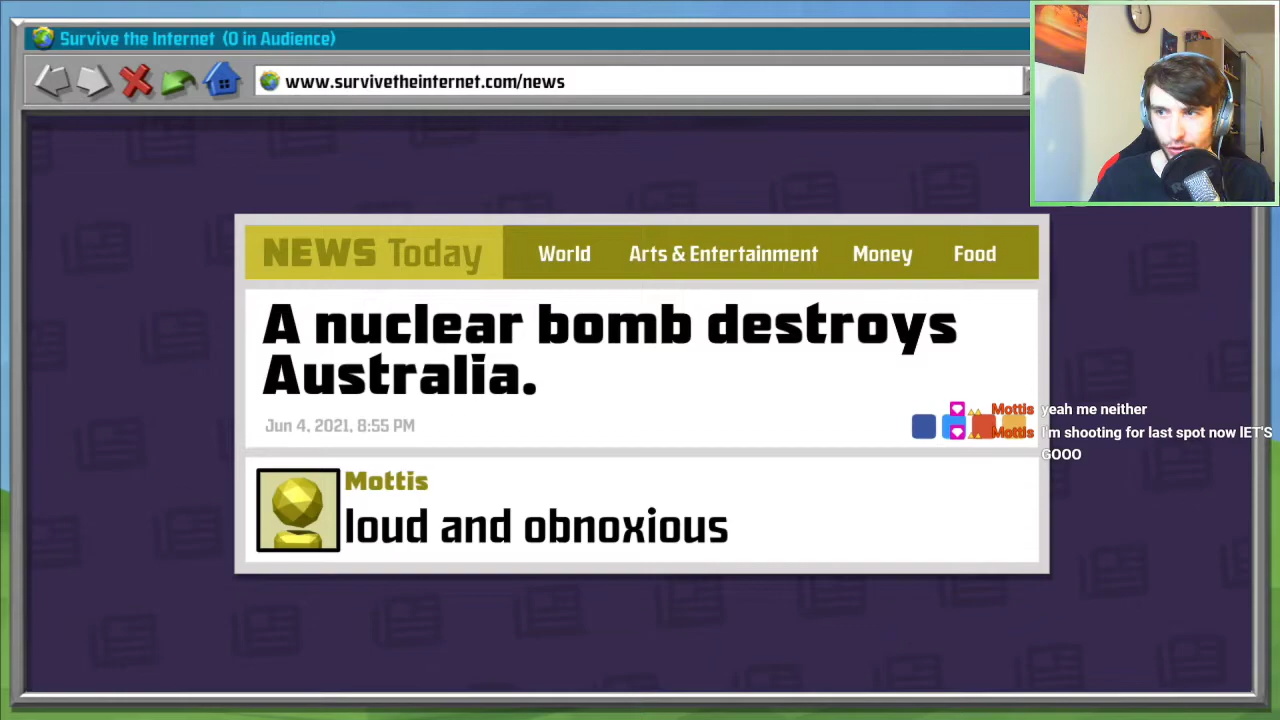 Survive the Internet (0 in Audience)
www.survivetheinternet.com/news
NEWS Today World Arts & Entertainment Money Food
A nuclear bomb destroys
Australia.
Jun 4, 2021, 8:55 PM
Mottis yeah me neither
Mottis I'm shooting for last spot now lET'S
GOOO
Mottis
loud and obnoxious